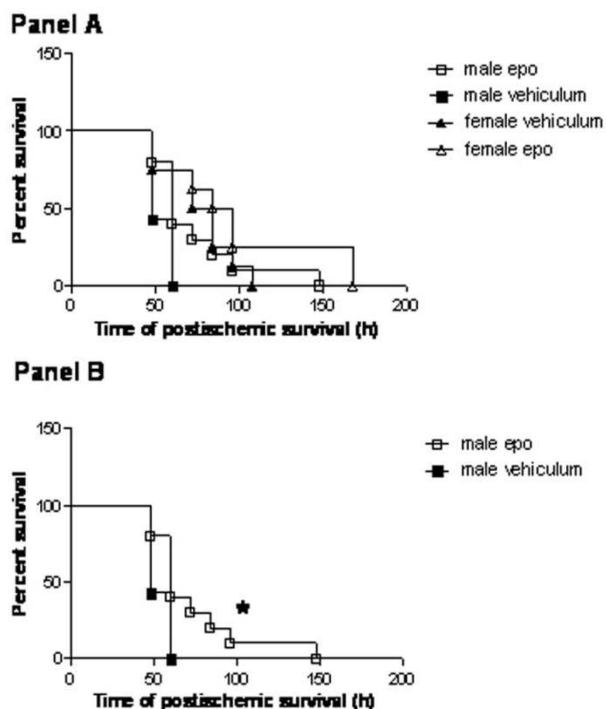 Panel A
150
100
50
0
Percent survival
0 50 100 150 200
Time of postischemic survival (h)
male epo
male vehiculum
female vehiculum
female epo
Panel B
150
100
50
0
Percent survival
0 50 100 150 200
Time of postischemic survival (h)
male epo
male vehiculum